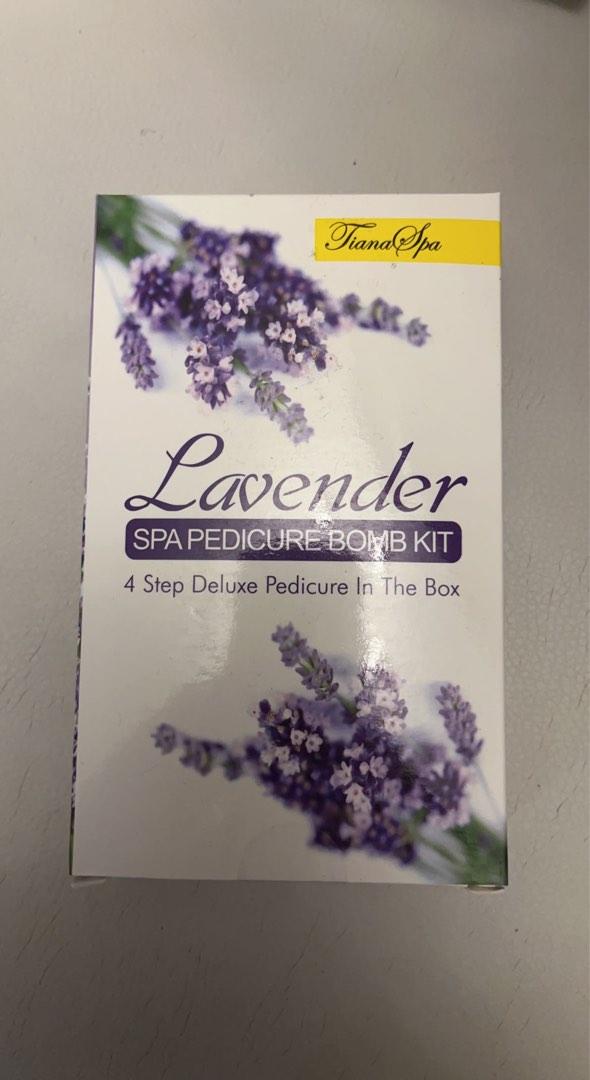 TianaSpa
Lavender
SPA PEDICURE BOMB KIT
4 Step Deluxe Pedicure In The Box